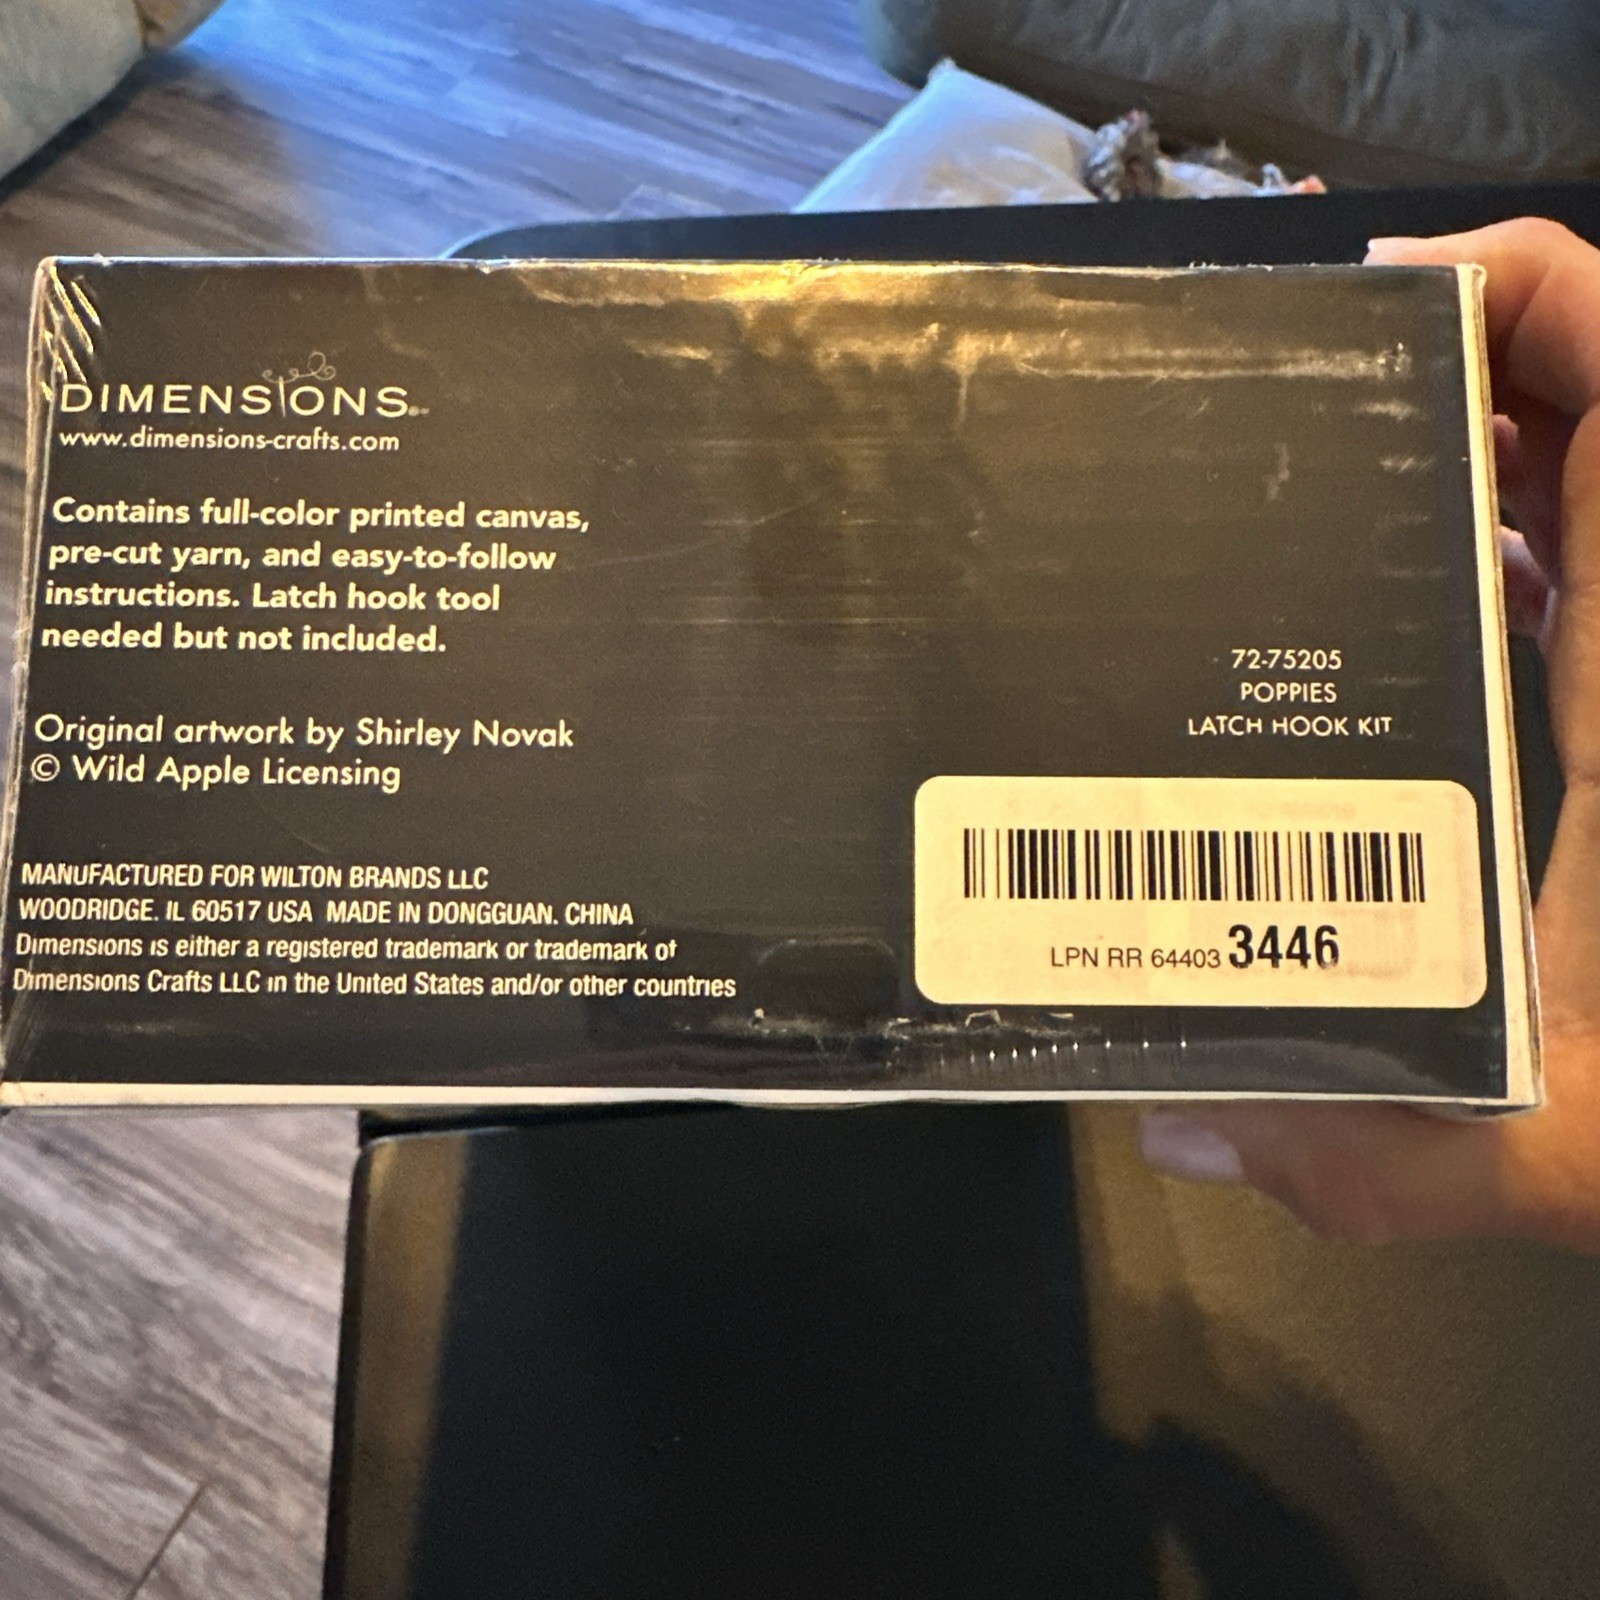 DIMENSIONS
www.dimensions-crafts.com
Contains full-color printed canvas,
pre-cut yarn, and easy-to-follow
instructions. Latch hook tool
needed but not included.
Original artwork by Shirley Novak
© Wild Apple Licensing
MANUFACTURED FOR WILTON BRANDS LLC
WOODRIDGE. IL 60517 USA MADE IN DONGGUAN. CHINA
Dimensions is either a registered trademark or trademark of
Dimensions Crafts LLC in the United States and/or other countries
72-75205
POPPIES
LATCH HOOK KIT
LPN RR 64403 3446